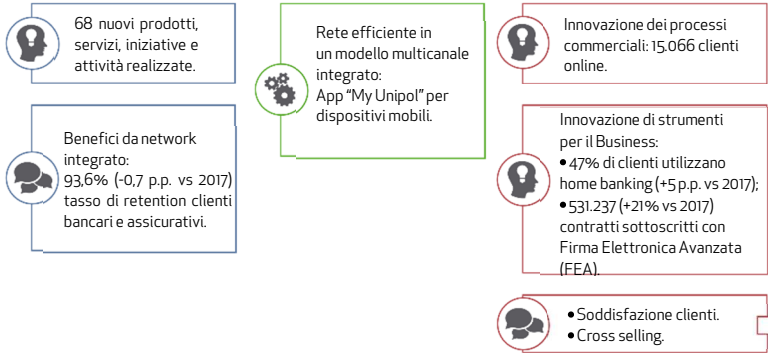 68 nuovi prodotti,
servizi, iniziative e
attività realizzate.
Benefici da network
integrato:
93,6% (-0,7 p.p. vs 2017)
tasso di retention clienti
bancari e assicurativi.
Rete efficiente in
un modello multicanale
integrato:
App “My Unipol” per
dispositivi mobili.
Innovazione dei processi
commerciali: 15.066 clienti
online.
Innovazione di strumenti
per il Business:
• 47% di clienti utilizzano
home banking (+5 p.p. vs 2017);
• 531.237 (+21% vs 2017)
contratti sottoscritti con
Firma Elettronica Avanzata
(FEA).
• Soddisfazione clienti.
• Cross selling.